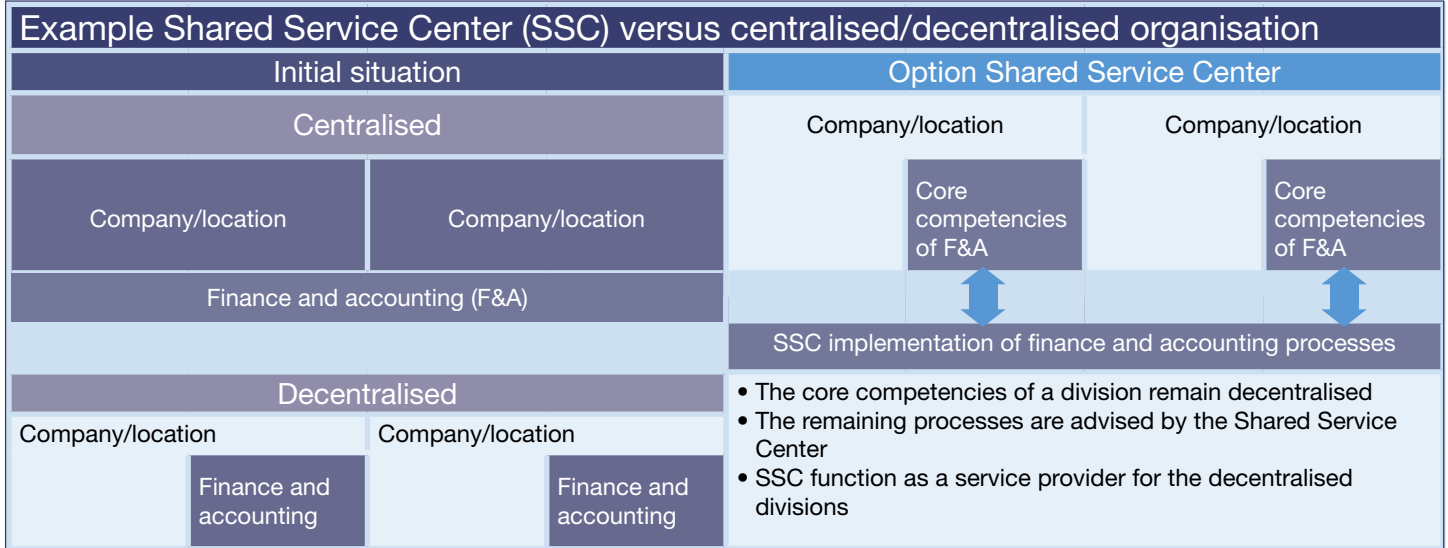 Example Shared Service Center (SSC) versus centralised/decentralised organisation
Initial situation
Centralised
Company/location
Company/location
Finance and accounting (F&A)
Decentralised
Company/location
Company/location
Finance and
accounting
Finance and
accounting
Option Shared Service Center
Company/location
Company/location
Core
competencies
of F&A
Core
competencies
of F&A
SSC implementation of finance and accounting processes
• The core competencies of a division remain decentralised
• The remaining processes are advised by the Shared Service
Center
• SSC function as a service provider for the decentralised
divisions